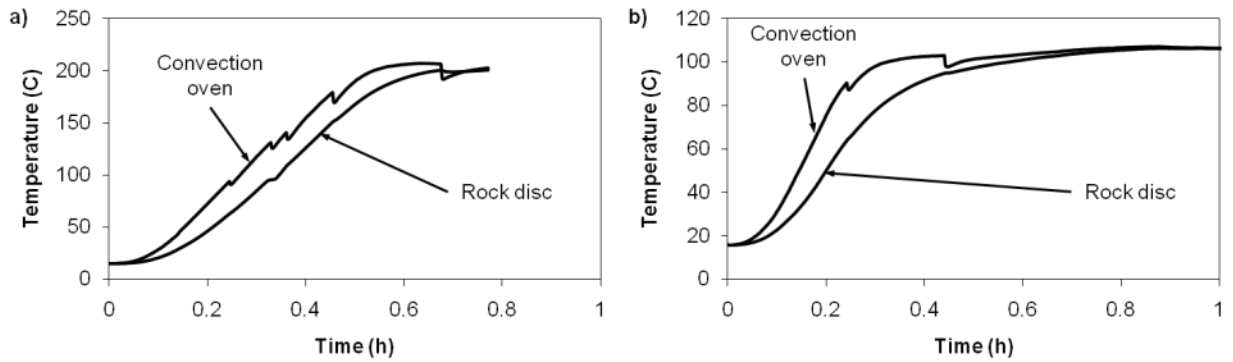 a)
250
200
150
100
50
0
Temperature (C)
Convection
oven
Rock disc
0 0.2 0.4 0.6 0.8 1
Time (h)
b)
120
100
80
60
40
20
0
Temperature (C)
Convection
oven
Rock disc
0 0.2 0.4 0.6 0.8 1
Time (h)